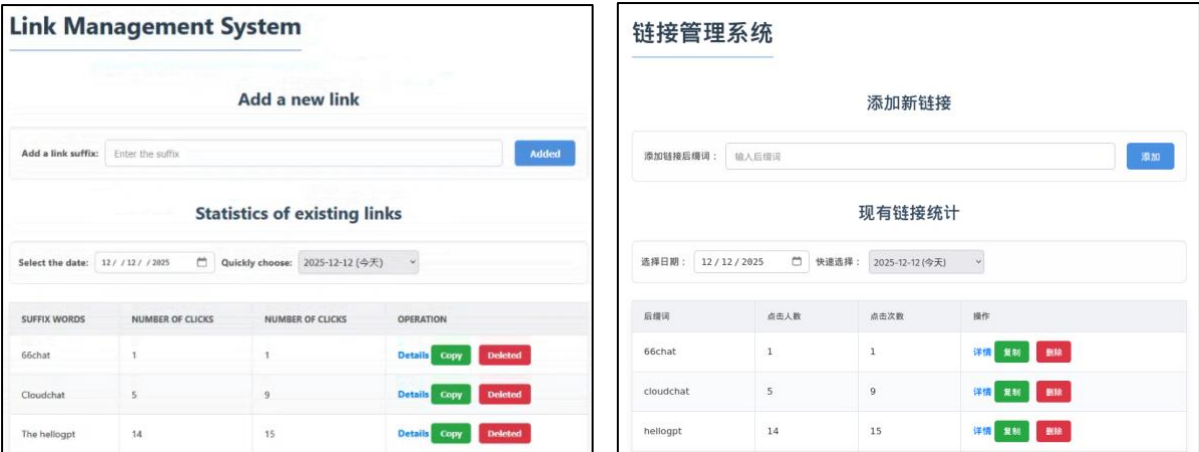 Link Management System
Add a new link
Add a link suffix: Enter the suffix Added
Statistics of existing links
Select the date: 12/ / 12/ / 2025 Quickly choose: 2025-12-12 (今天)
SUFFIX WORDS NUMBER OF CLICKS NUMBER OF CLICKS OPERATION
66chat 1 1 Details Copy Deleted
Cloudchat 5 9 Details Copy Deleted
The hellogpt 14 15 Details Copy Deleted
链接管理系统
添加新链接
添加链接后缀词： 输入后缀词 添加
现有链接统计
选择日期： 12/12/2025 快速选择： 2025-12-12 (今天)
后缀词 点击人数 点击次数 操作
66chat 1 1 详情 复制 删除
cloudchat 5 9 详情 复制 删除
hellogpt 14 15 详情 复制 删除